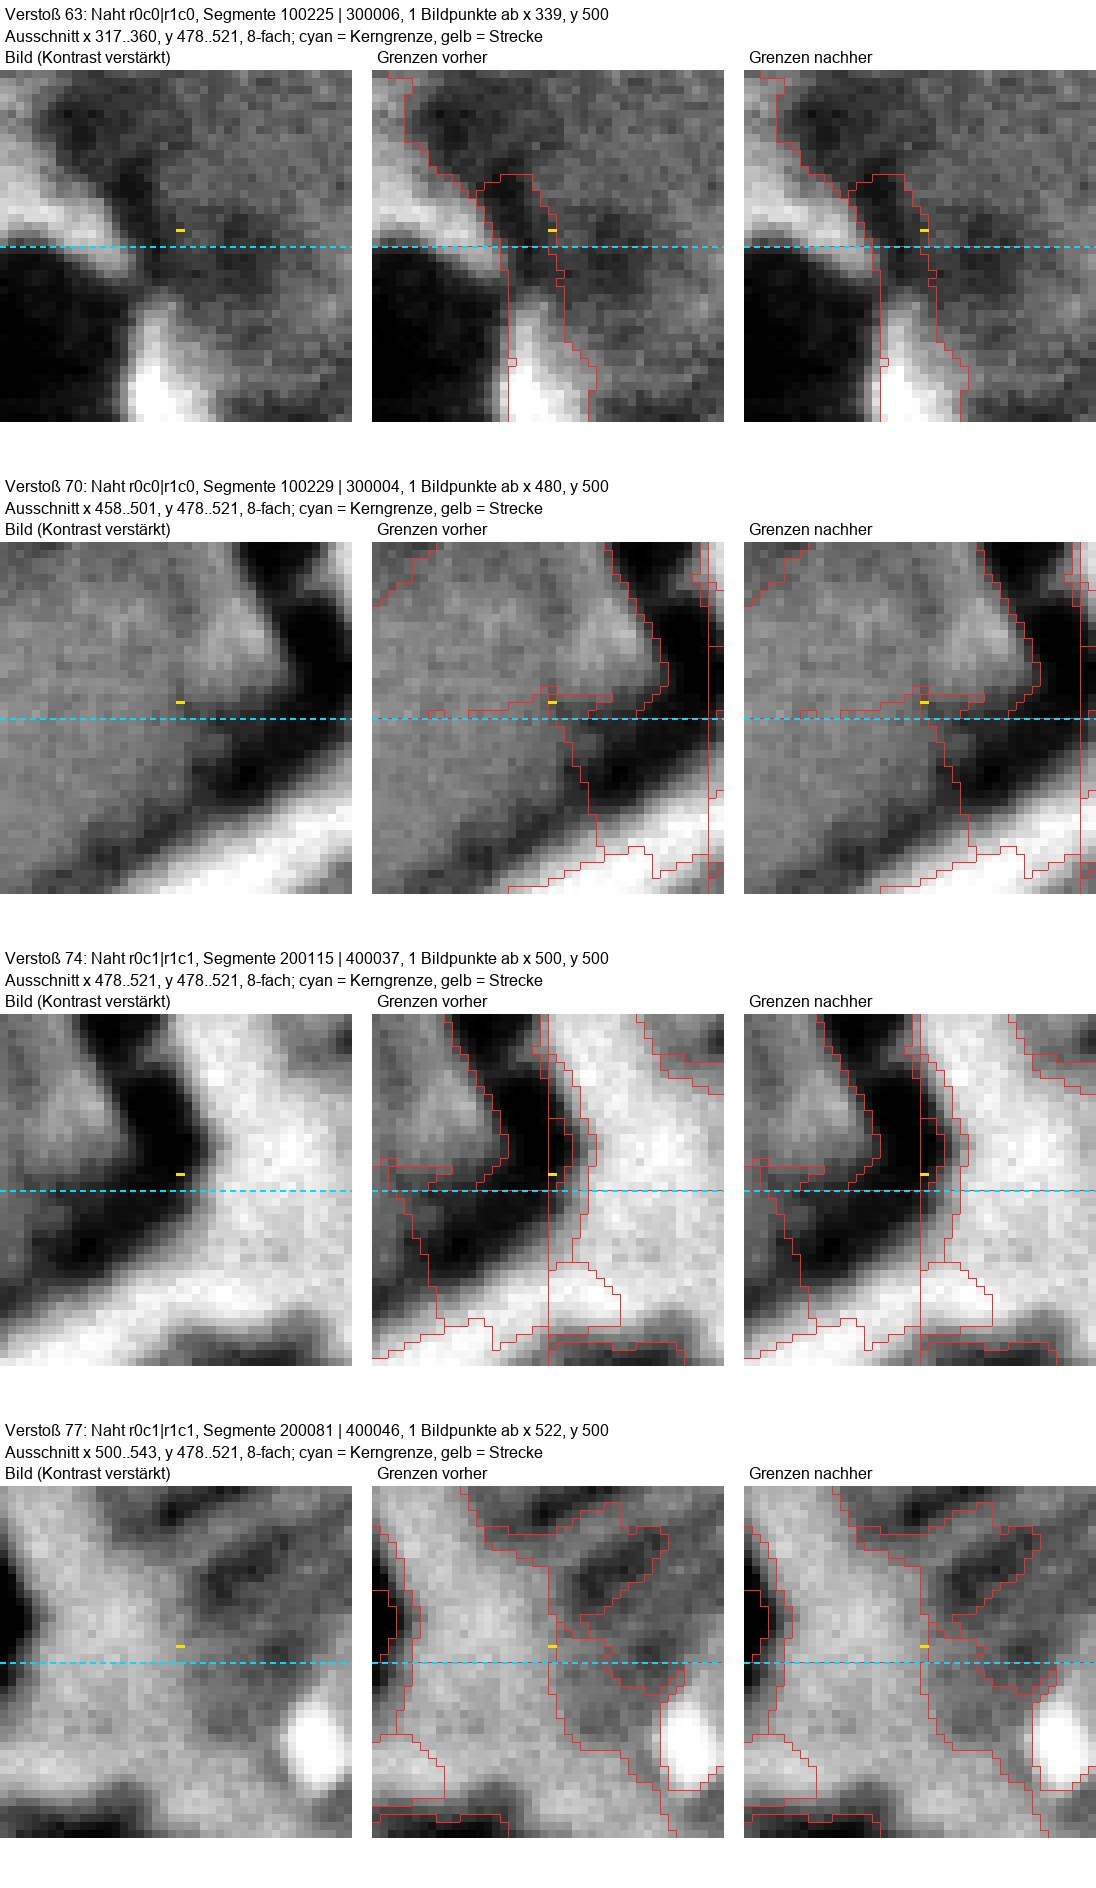 Verstoß 63: Naht r0c0|r1c0, Segmente 100225 | 300006, 1 Bildpunkte ab x 339, y 500
Ausschnitt x 317..360, y 478..521, 8-fach; cyan = Kerngrenze, gelb = Strecke
Bild (Kontrast verstärkt) Grenzen vorher Grenzen nachher
Verstoß 70: Naht r0c0|r1c0, Segmente 100229 | 300004, 1 Bildpunkte ab x 480, y 500
Ausschnitt x 458..501, y 478..521, 8-fach; cyan = Kerngrenze, gelb = Strecke
Bild (Kontrast verstärkt) Grenzen vorher Grenzen nachher
Verstoß 74: Naht r0c1|r1c1, Segmente 200115 | 400037, 1 Bildpunkte ab x 500, y 500
Ausschnitt x 478..521, y 478..521, 8-fach; cyan = Kerngrenze, gelb = Strecke
Bild (Kontrast verstärkt) Grenzen vorher Grenzen nachher
Verstoß 77: Naht r0c1|r1c1, Segmente 200081 | 400046, 1 Bildpunkte ab x 522, y 500
Ausschnitt x 500..543, y 478..521, 8-fach; cyan = Kerngrenze, gelb = Strecke
Bild (Kontrast verstärkt) Grenzen vorher Grenzen nachher